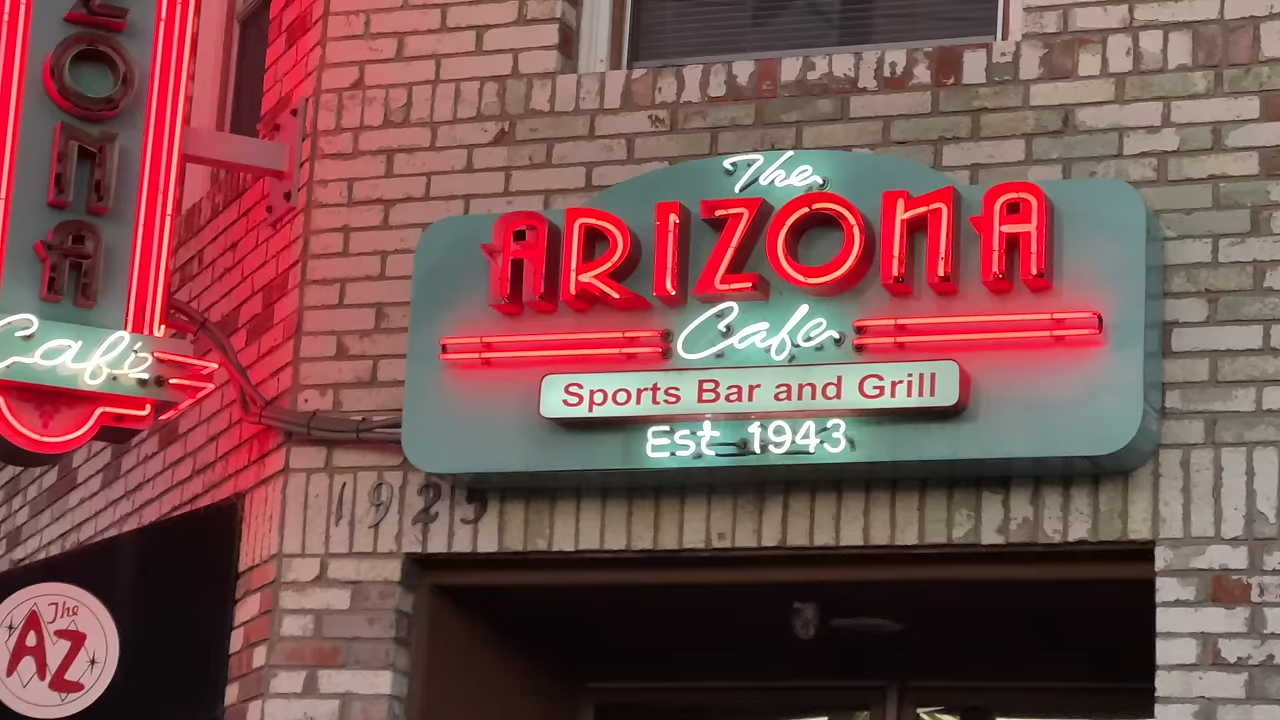 ZONA
Cafe
The
ARIZONA
Cafe
Sports Bar and Grill
Est 1943
1925
The
AZ